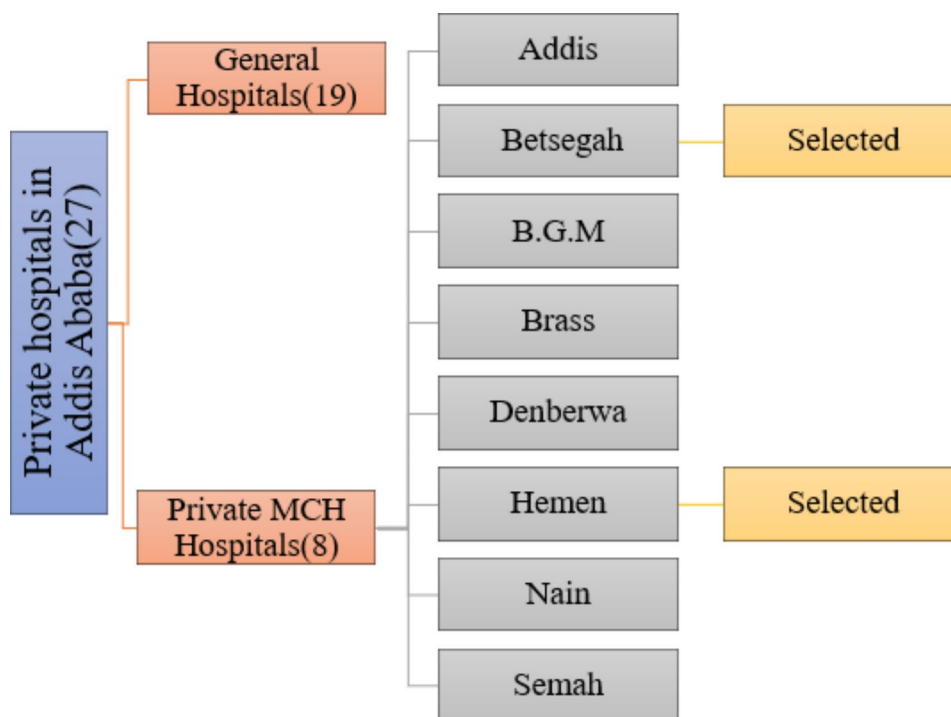 Private hospitals in
Addis Ababa(27)
General
Hospitals(19)
Private MCH
Hospitals(8)
Addis
Betsegah
Selected
B.G.M
Brass
Denberwa
Hemen
Selected
Nain
Semah